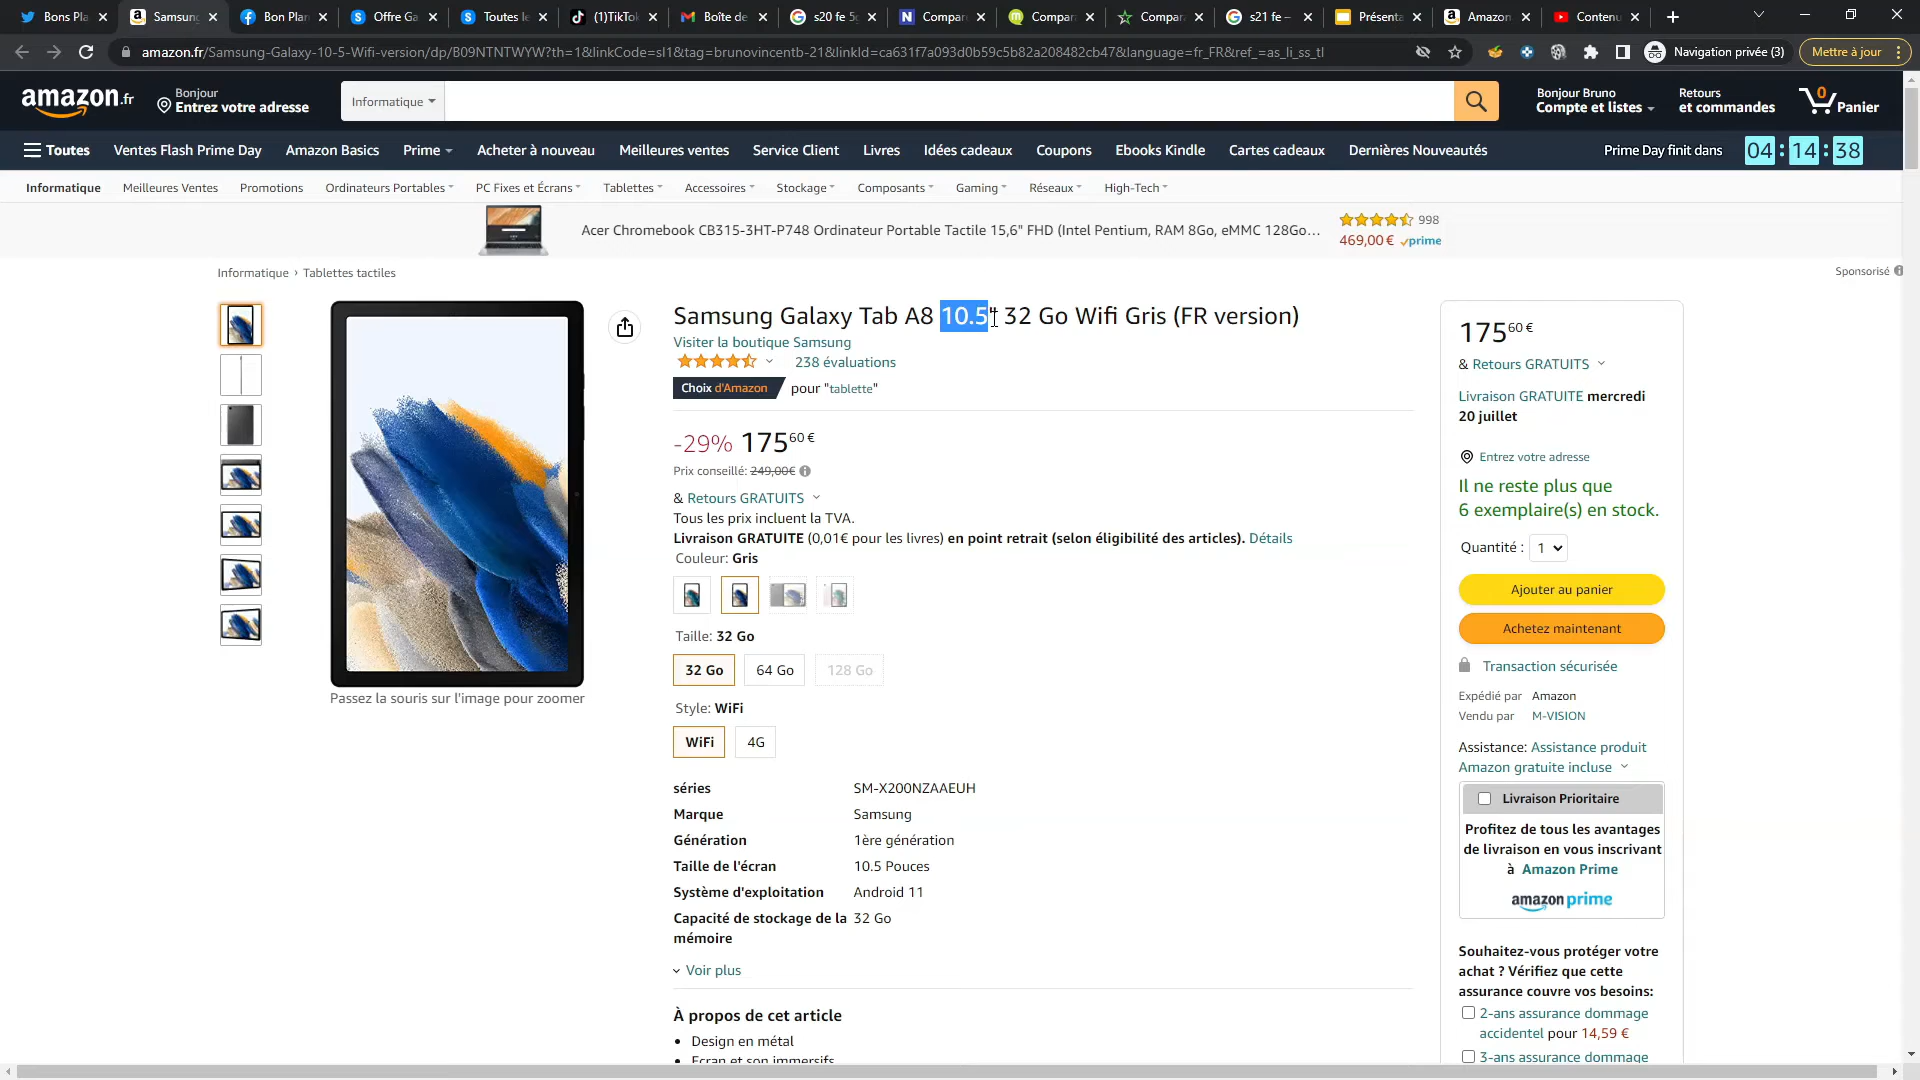 Bons Pla
Samsung
Bon Plan
Offre Ga
Toutes le
(1)TikTok
Boîte de
s20 fe 5g
Compar
Compara
Compar
s21 fe –
Présenta
Amazon
Contenu
amazon.fr/Samsung-Galaxy-10-5-Wifi-version/dp/B09NTNTWYW?th=1&linkCode=sl1&tag=brunovincentb-21&linkId=ca631f7a093d0b59c5b82a208482cb47&language=fr_FR&ref_=as_li_ss_tl
Navigation privée (3)
Mettre à jour
amazon.fr
Bonjour
Entrez votre adresse
Informatique
Bonjour Bruno
Compte et listes
Retours
et commandes
0
Panier
Toutes
Ventes Flash Prime Day
Amazon Basics
Prime
Acheter à nouveau
Meilleures ventes
Service Client
Livres
Idées cadeaux
Coupons
Ebooks Kindle
Cartes cadeaux
Dernières Nouveautés
Prime Day finit dans
04 : 14 : 38
Informatique
Meilleures Ventes
Promotions
Ordinateurs Portables
PC Fixes et Écrans
Tablettes
Accessoires
Stockage
Composants
Gaming
Réseaux
High-Tech
Acer Chromebook CB315-3HT-P748 Ordinateur Portable Tactile 15,6" FHD (Intel Pentium, RAM 8Go, eMMC 128Go...
998
469,00 € prime
Informatique › Tablettes tactiles
Sponsorisé
Passez la souris sur l'image pour zoomer
Samsung Galaxy Tab A8 10.5" 32 Go Wifi Gris (FR version)
Visiter la boutique Samsung
238 évaluations
Choix d'Amazon pour "tablette"
-29% 175 60 €
Prix conseillé: 249,00€
& Retours GRATUITS
Tous les prix incluent la TVA.
Livraison GRATUITE (0,01€ pour les livres) en point retrait (selon éligibilité des articles). Détails
Couleur: Gris
Taille: 32 Go
32 Go
64 Go
128 Go
Style: WiFi
WiFi
4G
séries SM-X200NZAAEUH
Marque Samsung
Génération 1ère génération
Taille de l'écran 10.5 Pouces
Système d'exploitation Android 11
Capacité de stockage de la 32 Go
mémoire
Voir plus
À propos de cet article
Design en métal
Ecran et son immersifs
175 60 €
& Retours GRATUITS
Livraison GRATUITE mercredi
20 juillet
Entrez votre adresse
Il ne reste plus que
6 exemplaire(s) en stock.
Quantité : 1
Ajouter au panier
Achetez maintenant
Transaction sécurisée
Expédié par Amazon
Vendu par M-VISION
Assistance: Assistance produit
Amazon gratuite incluse
Livraison Prioritaire
Profitez de tous les avantages
de livraison en vous inscrivant
à Amazon Prime
amazon prime
Souhaitez-vous protéger votre
achat ? Vérifiez que cette
assurance couvre vos besoins:
2-ans assurance dommage
accidentel pour 14,59 €
3-ans assurance dommage